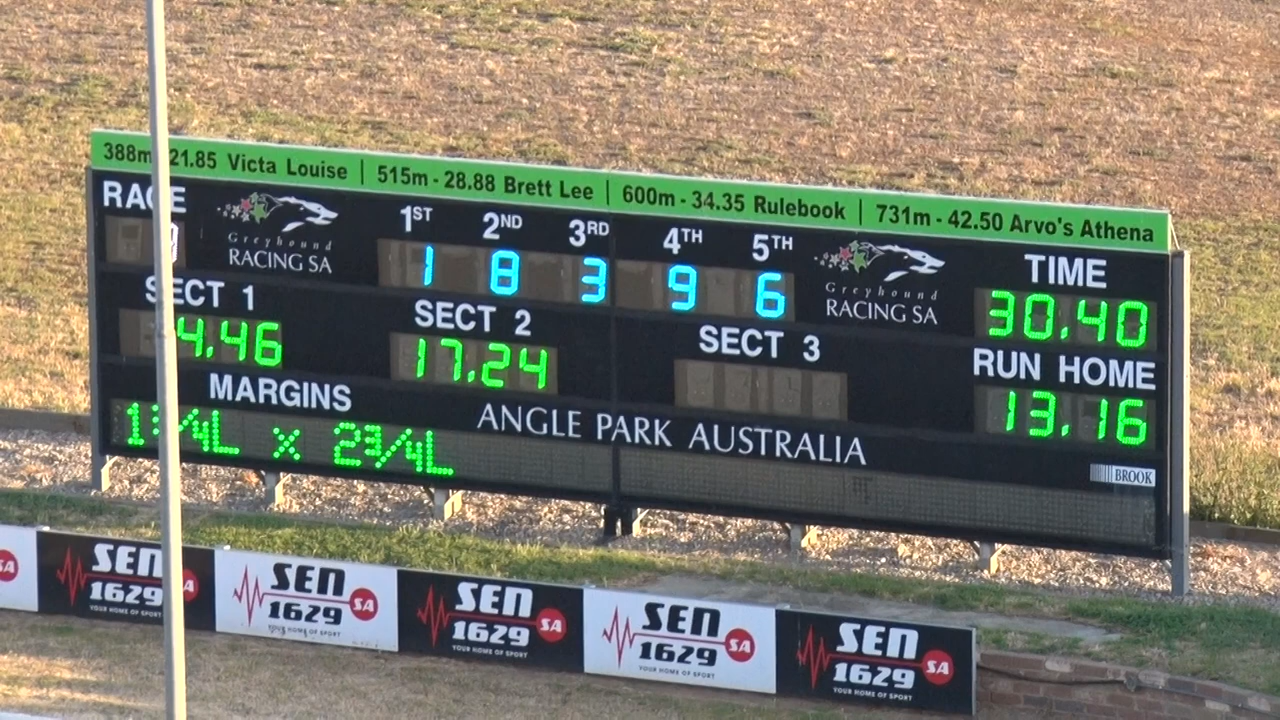 388m 21.85 Victa Louise | 515m - 28.88 Brett Lee | 600m - 34.35 Rulebook | 731m - 42.50 Arvo's Athena
RACE
Greyhound
RACING SA
1ST 2ND 3RD 4TH 5TH
1 8 3 9 6
Greyhound
RACING SA
TIME
30.40
SECT 1
4.46
SECT 2
17.24
SECT 3
RUN HOME
13.16
MARGINS
ANGLE PARK AUSTRALIA
/4L x 2¾L
BROOK
SA
SEN
1629
SA
YOUR HOME OF SPORT
SEN
1629
SA
YOUR HOME OF SPORT
SEN
1629
SA
YOUR HOME OF SPORT
SEN
1629
SA
YOUR HOME OF SPORT
SEN
1629
SA
YOUR HOME OF SPORT